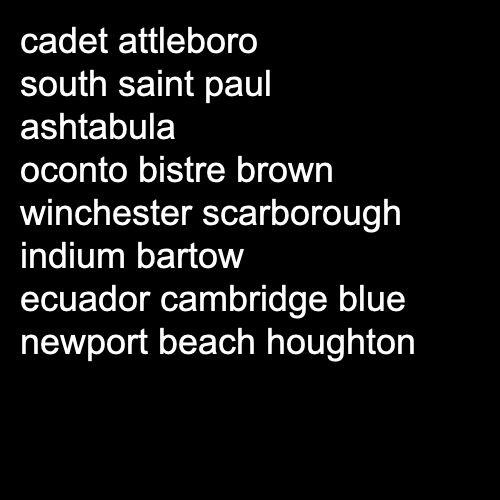 cadet attleboro
south saint paul
ashtabula
oconto bistre brown
winchester scarborough
indium bartow
ecuador cambridge blue
newport beach houghton